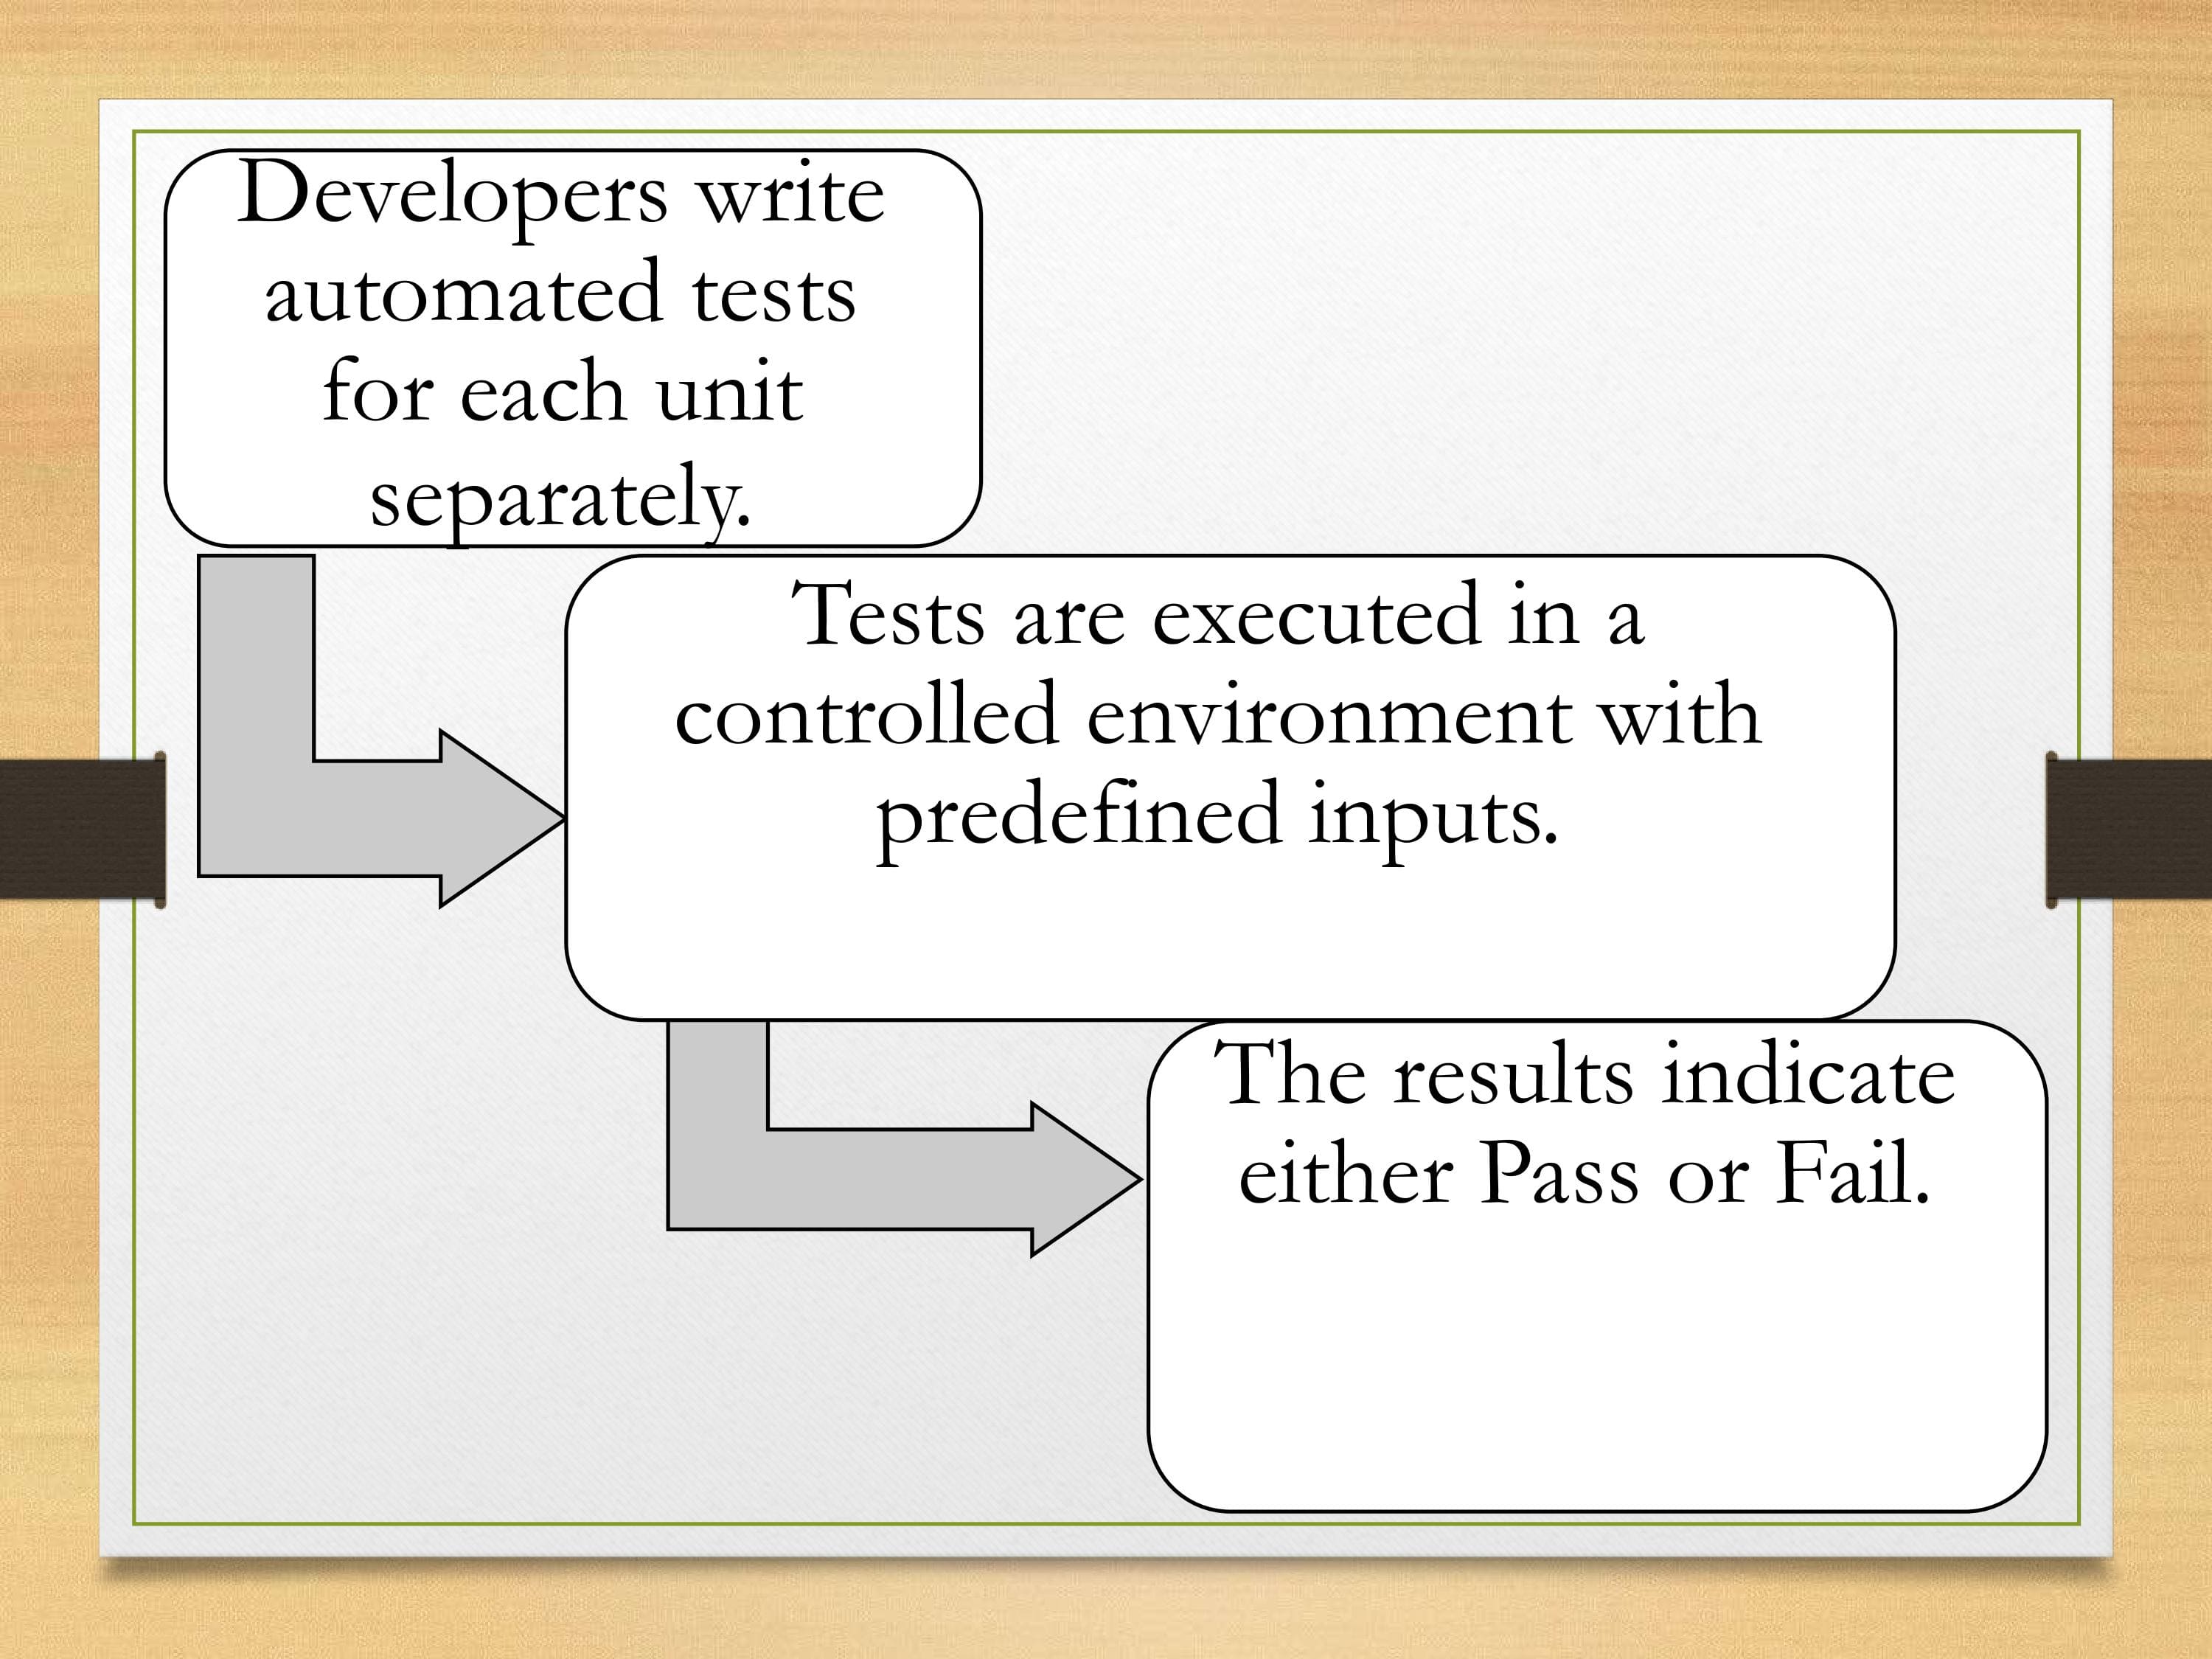 Developers write
automated tests
for each unit
separately.
Tests are executed in a
controlled environment with
predefined inputs.
The results indicate
either Pass or Fail.